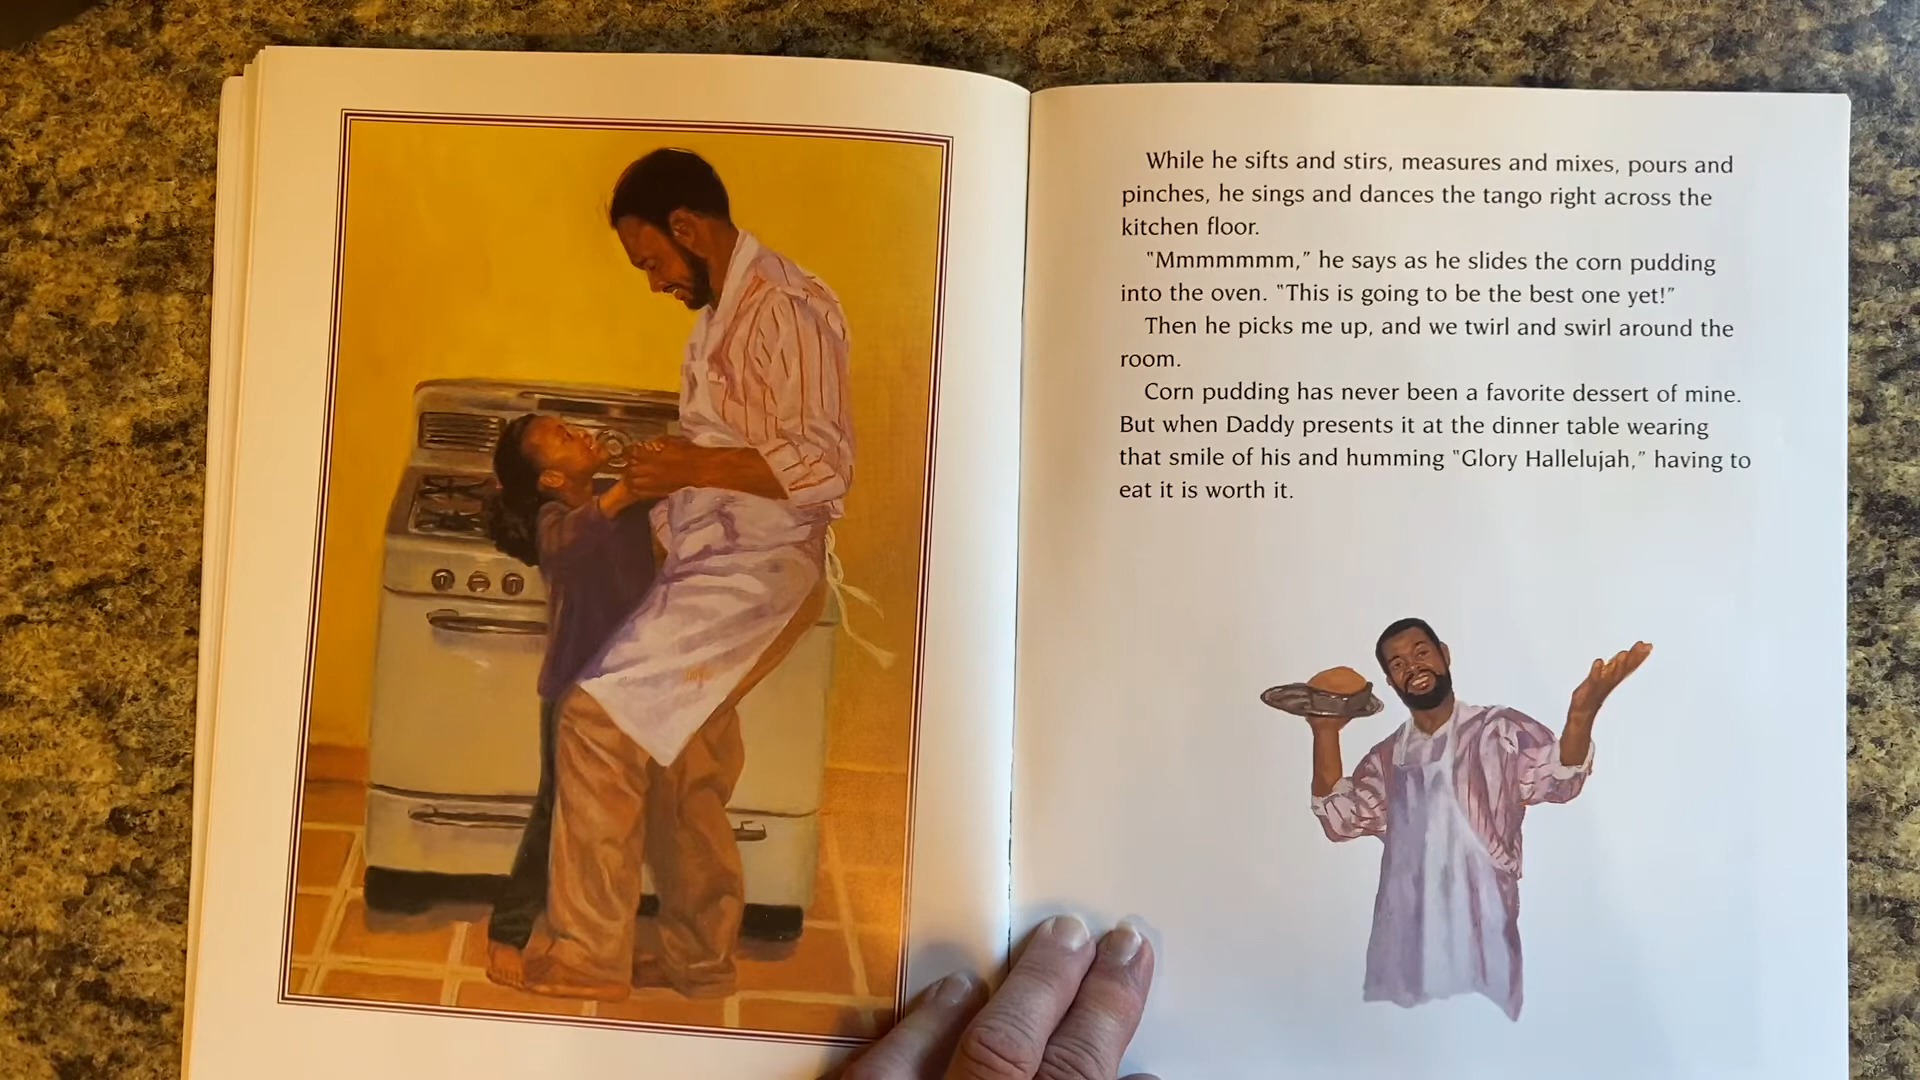 While he sifts and stirs, measures and mixes, pours and
pinches, he sings and dances the tango right across the
kitchen floor.
"Mmmmmmm," he says as he slides the corn pudding
into the oven. "This is going to be the best one yet!"
Then he picks me up, and we twirl and swirl around the
room.
Corn pudding has never been a favorite dessert of mine.
But when Daddy presents it at the dinner table wearing
that smile of his and humming "Glory Hallelujah," having to
eat it is worth it.